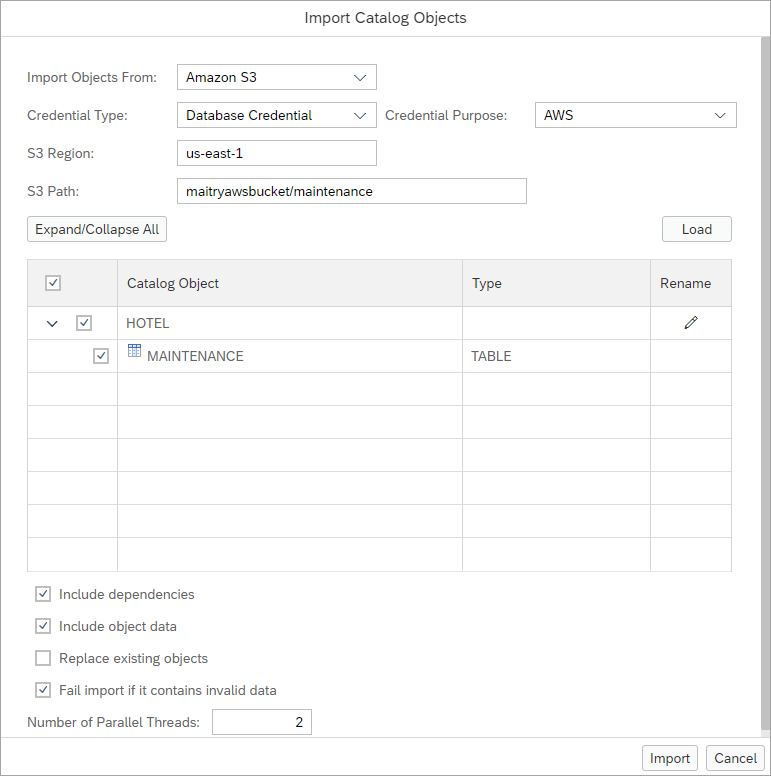 Import Catalog Objects
Import Objects From: Amazon S3
Credential Type: Database Credential Credential Purpose: AWS
S3 Region: us-east-1
S3 Path: maitryawsbucket/maintenance
Expand/Collapse All Load
Catalog Object Type Rename
HOTEL
MAINTENANCE TABLE
Include dependencies
Include object data
Replace existing objects
Fail import if it contains invalid data
Number of Parallel Threads: 2
Import Cancel